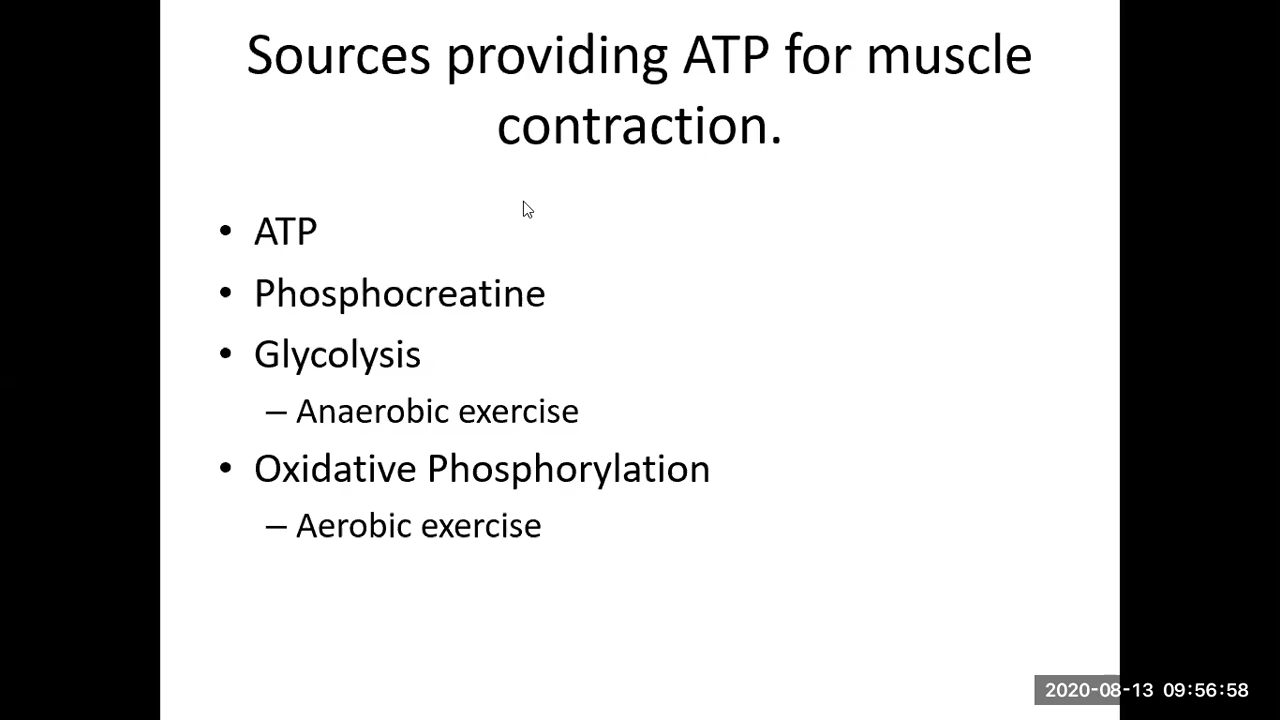 Sources providing ATP for muscle
contraction.
• ATP
• Phosphocreatine
• Glycolysis
– Anaerobic exercise
• Oxidative Phosphorylation
– Aerobic exercise
2020-08-13 09:56:58